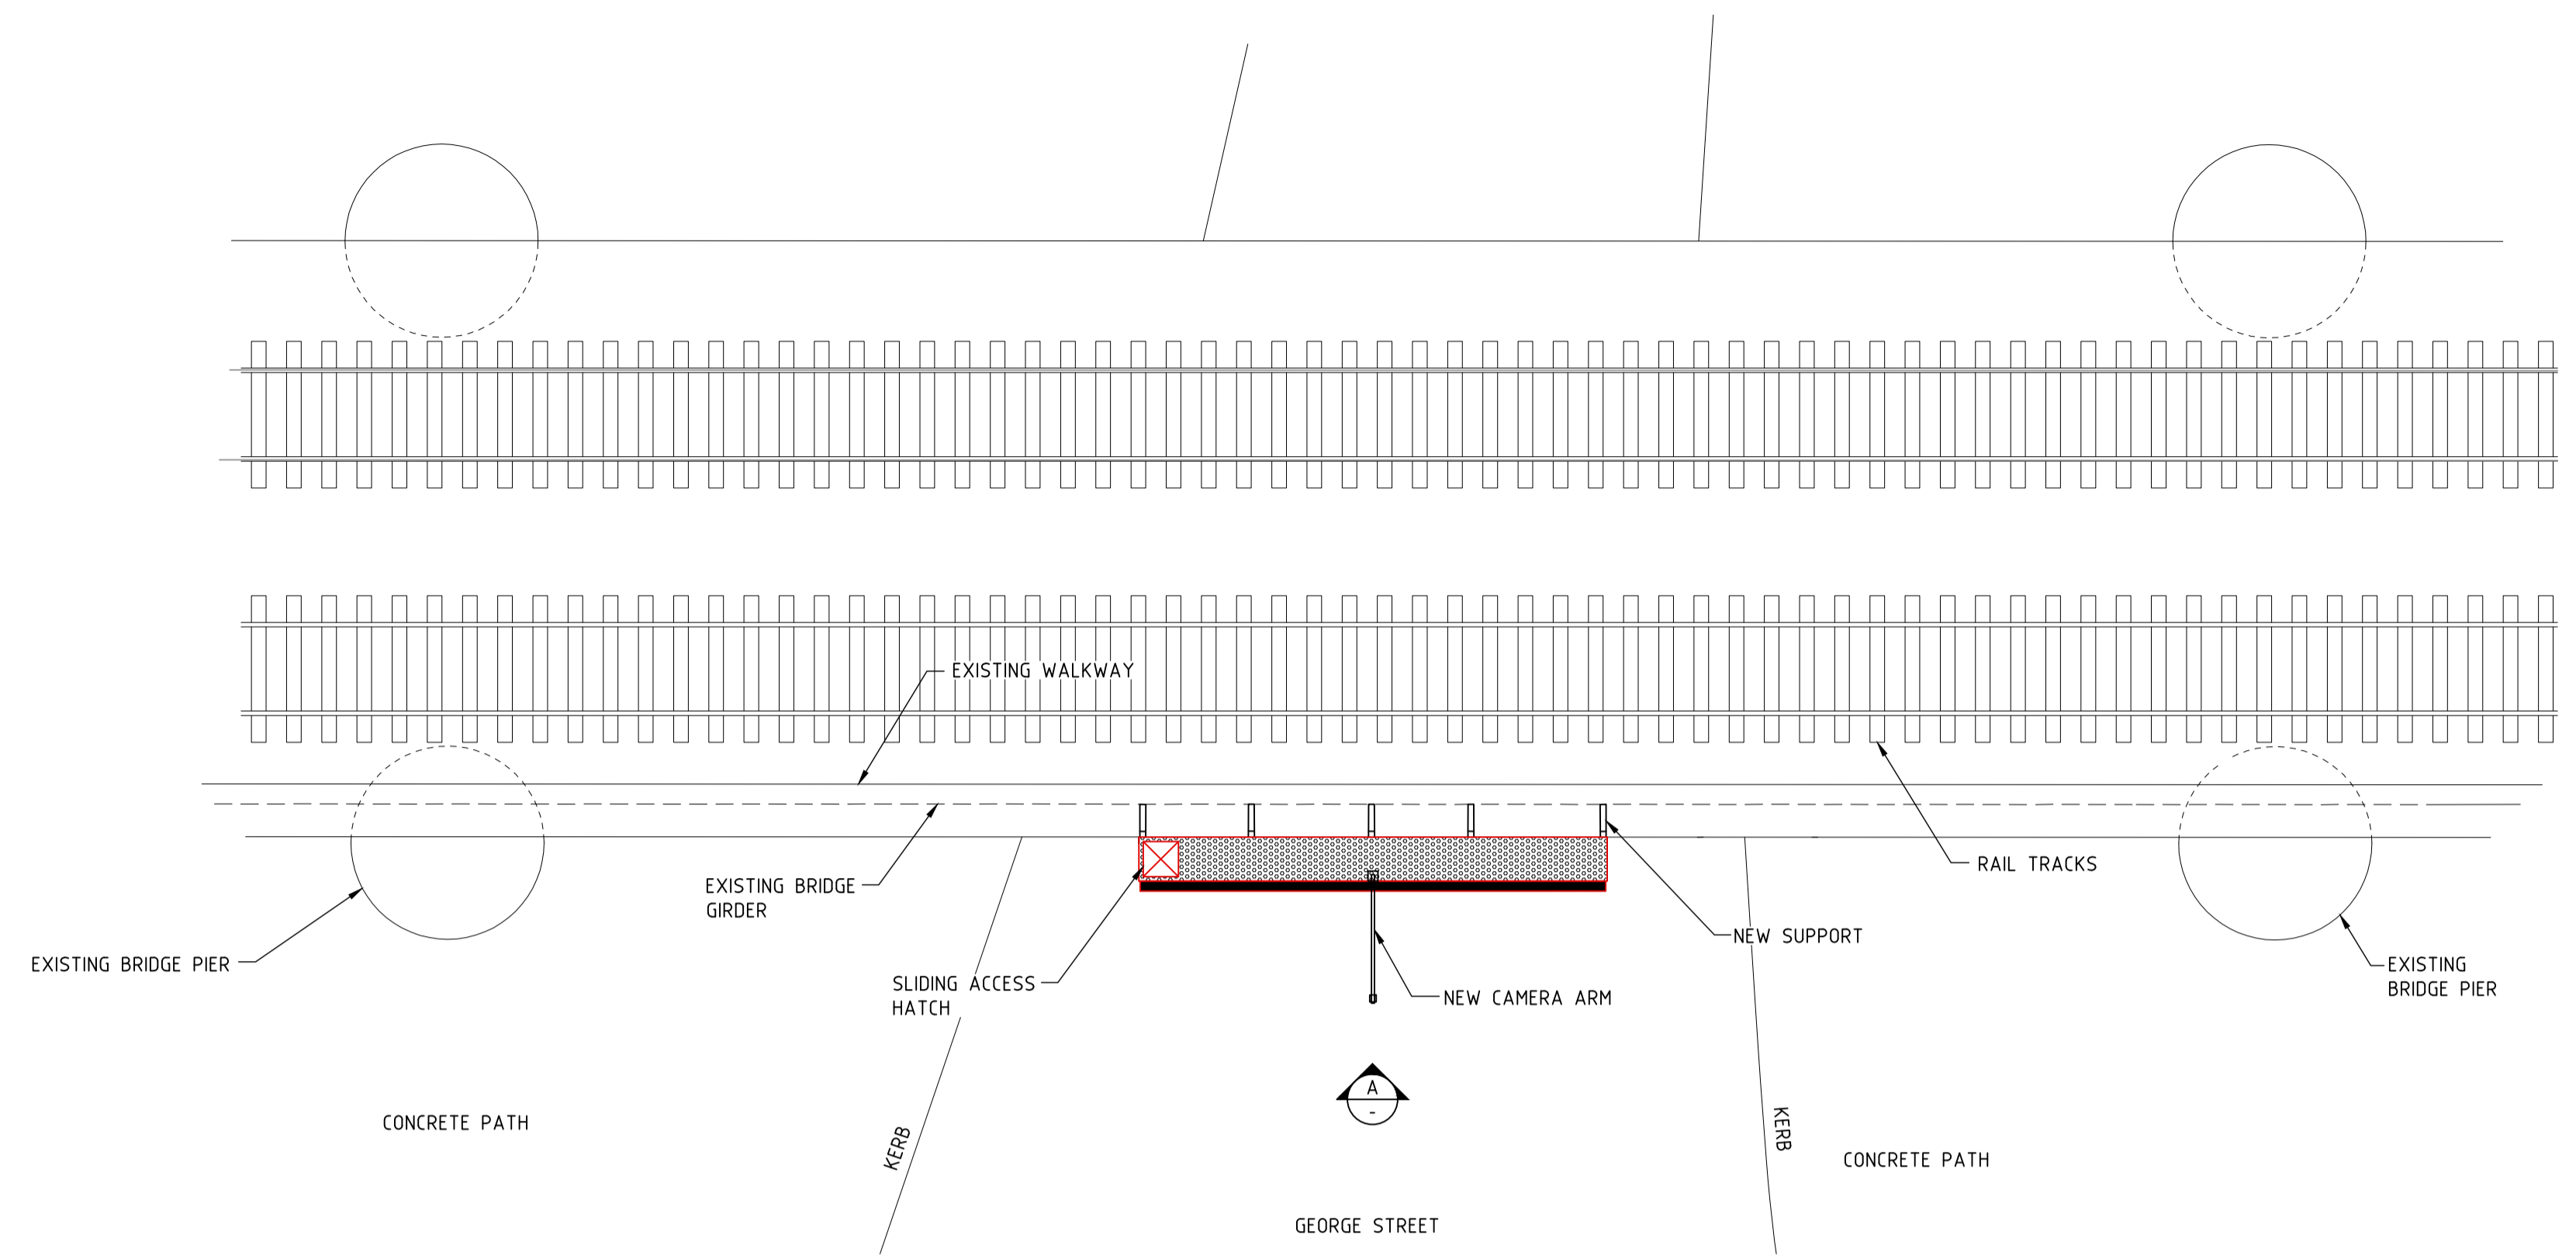 EXISTING WALKWAY
RAIL TRACKS
EXISTING BRIDGE
GIRDER
NEW SUPPORT
EXISTING BRIDGE PIER
EXISTING
BRIDGE PIER
SLIDING ACCESS
HATCH
NEW CAMERA ARM
A
-
CONCRETE PATH
KERB
KERB
CONCRETE PATH
GEORGE STREET